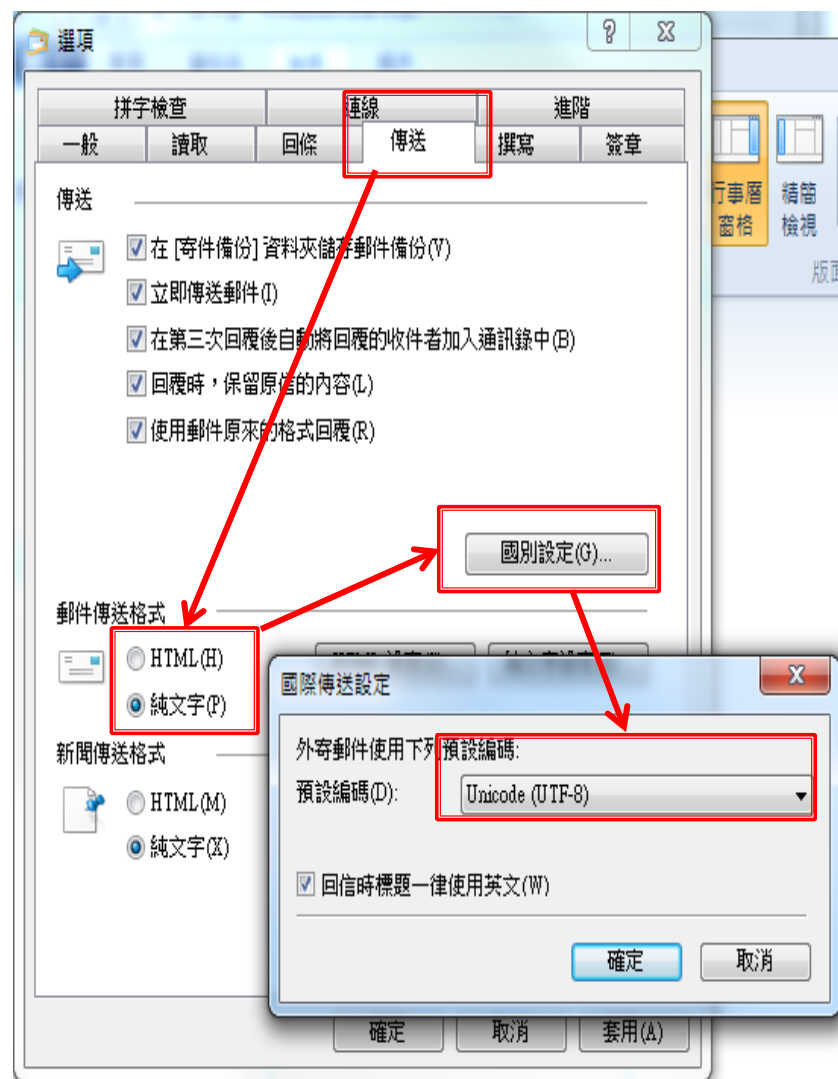 選項
拼字檢查 連線 進階
一般 讀取 回條 傳送 撰寫 簽章
傳送
在 [寄件備份] 資料夾儲存郵件備份(V)
立即傳送郵件(I)
在第三次回覆後自動將回覆的收件者加入通訊錄中(B)
回覆時，保留原信的內容(L)
使用郵件原來的格式回覆(R)
國別設定(G)...
郵件傳送格式
HTML(H)
純文字(P)
新聞傳送格式
HTML(M)
純文字(X)
國際傳送設定
外寄郵件使用下列預設編碼:
預設編碼(D): Unicode (UTF-8)
回信時標題一律使用英文(W)
確定 取消
確定 取消 套用(A)
行事曆 精簡
窗格 檢視
版面